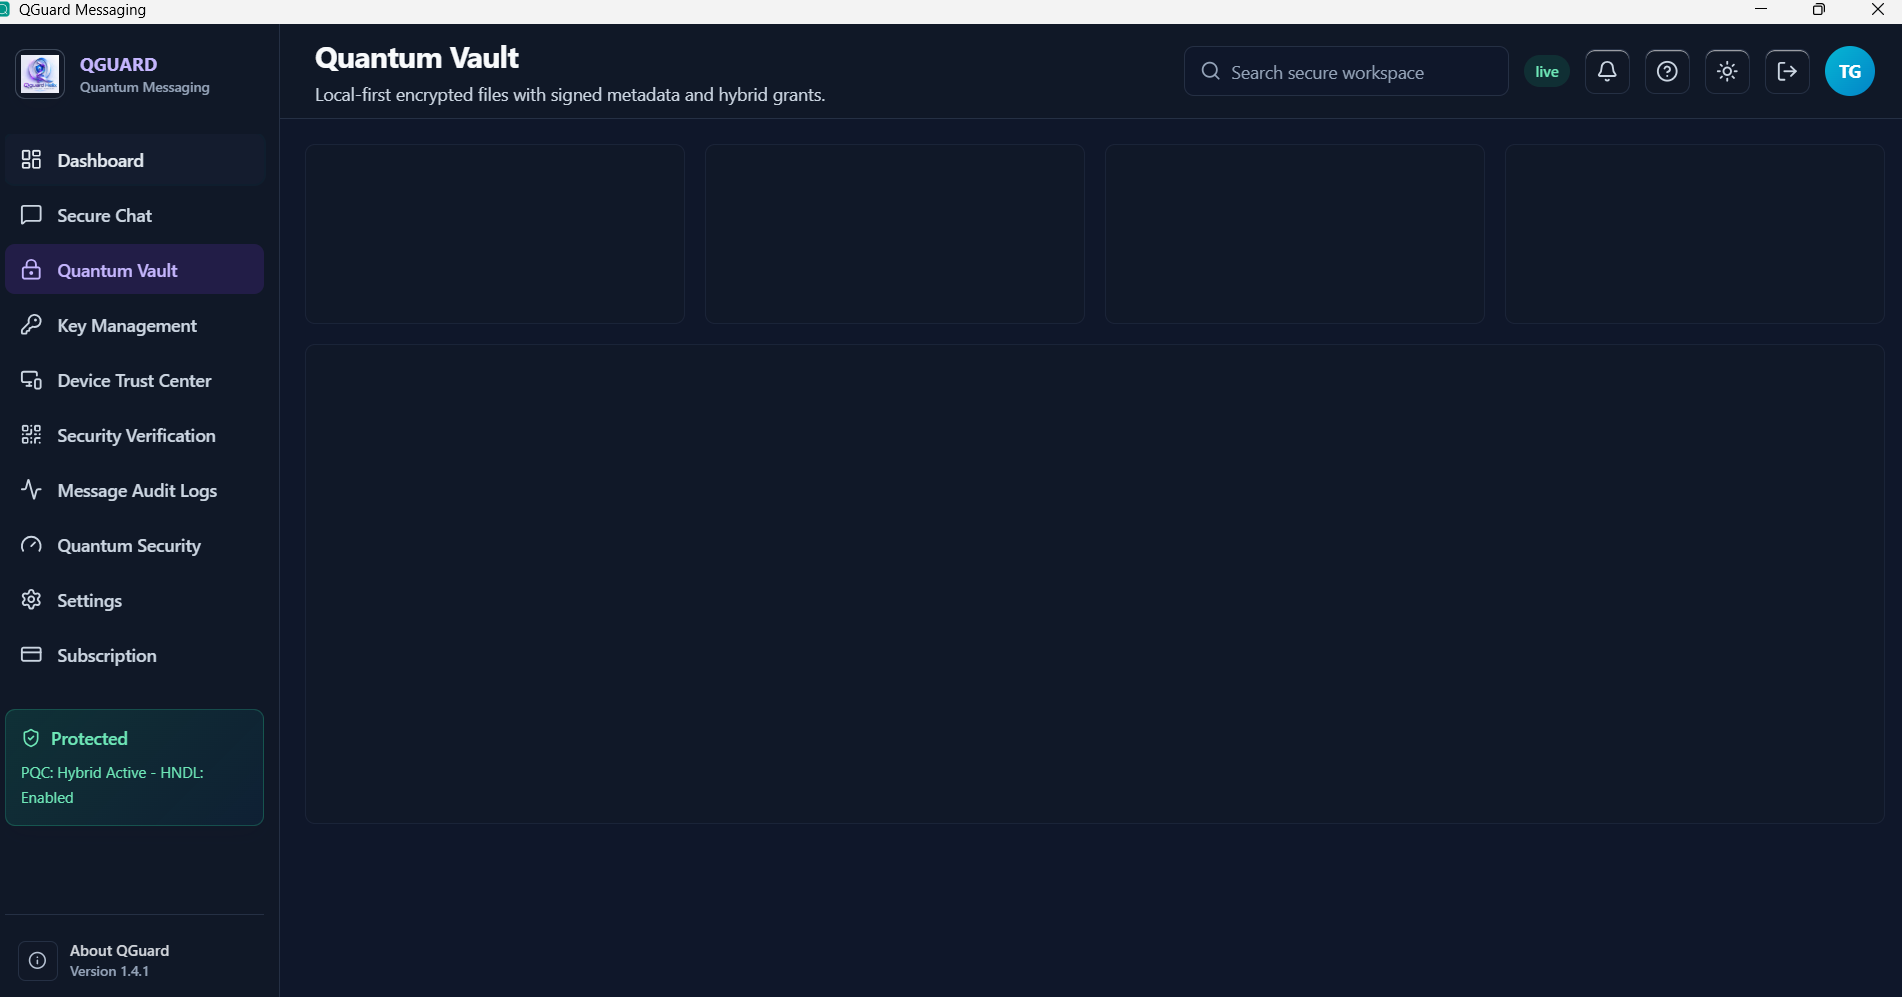 QGuard Messaging
QGUARD
Quantum Messaging
Quantum Vault
Local-first encrypted files with signed metadata and hybrid grants.
Search secure workspace
live
TG
Dashboard
Secure Chat
Quantum Vault
Key Management
Device Trust Center
Security Verification
Message Audit Logs
Quantum Security
Settings
Subscription
Protected
PQC: Hybrid Active - HNDL:
Enabled
About QGuard
Version 1.4.1